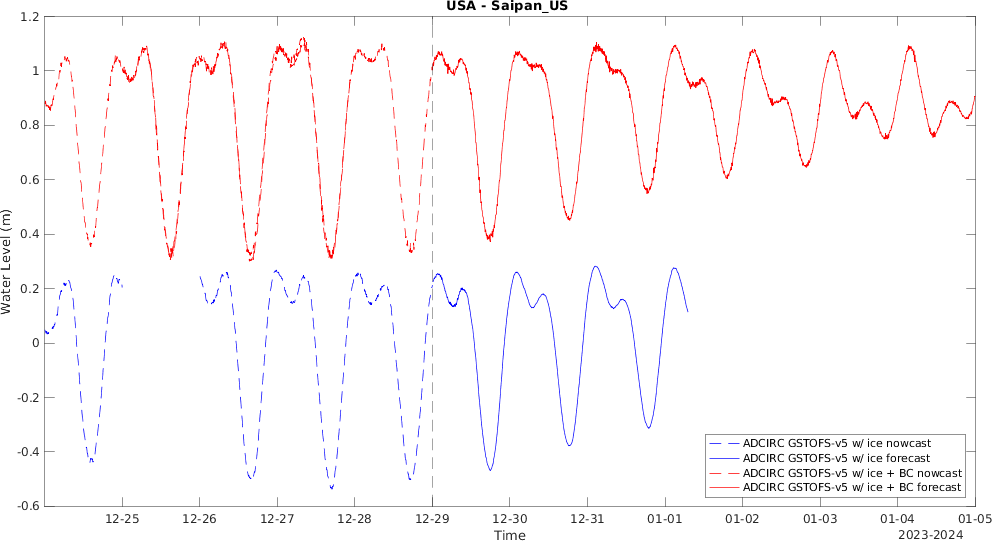 USA - Saipan_US
1.2
1
0.8
0.6
0.4
0.2
0
-0.2
-0.4
-0.6
Water Level (m)
12-25 12-26 12-27 12-28 12-29 12-30 12-31 01-01 01-02 01-03 01-04 01-05
Time
2023-2024
ADCIRC GSTOFS-v5 w/ ice nowcast
ADCIRC GSTOFS-v5 w/ ice forecast
ADCIRC GSTOFS-v5 w/ ice + BC nowcast
ADCIRC GSTOFS-v5 w/ ice + BC forecast